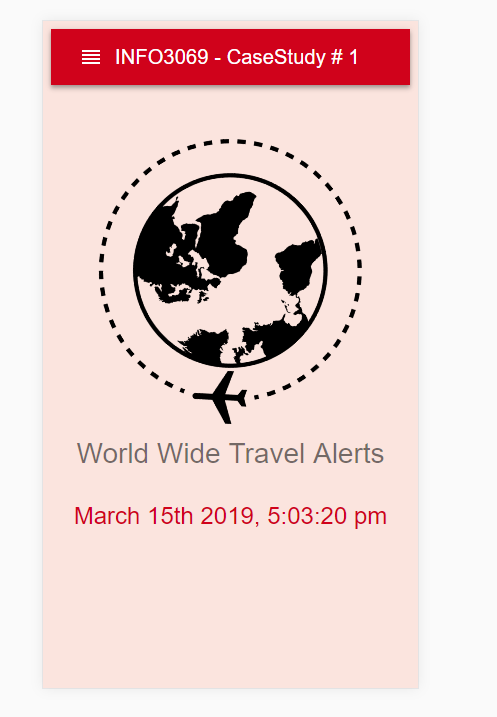 INFO3069 - CaseStudy # 1
World Wide Travel Alerts
March 15th 2019, 5:03:20 pm